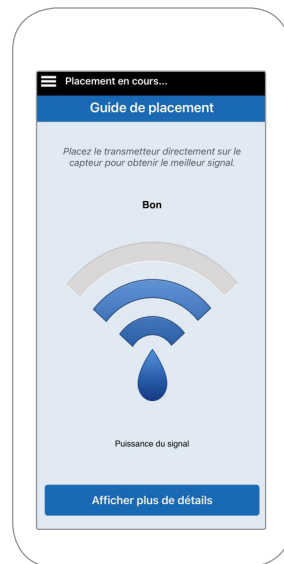 Placement en cours...
Guide de placement
Placez le transmetteur directement sur le
capteur pour obtenir le meilleur signal.
Bon
Puissance du signal
Afficher plus de détails